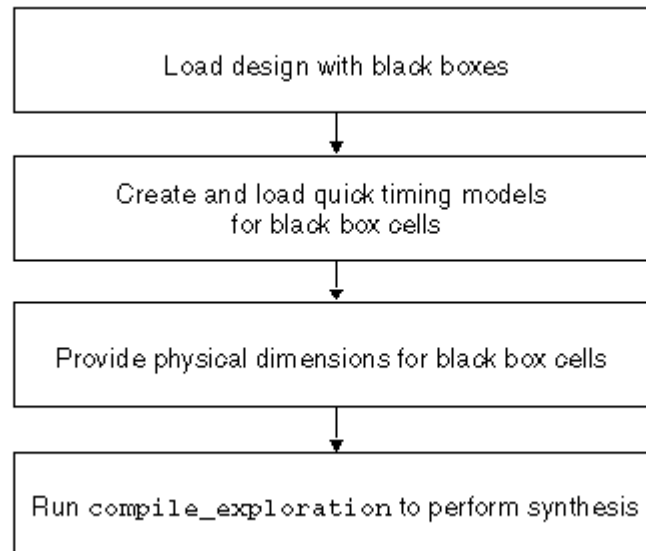 Load design with black boxes
Create and load quick timing models
for black box cells
Provide physical dimensions for black box cells
Run compile_exploration to perform synthesis